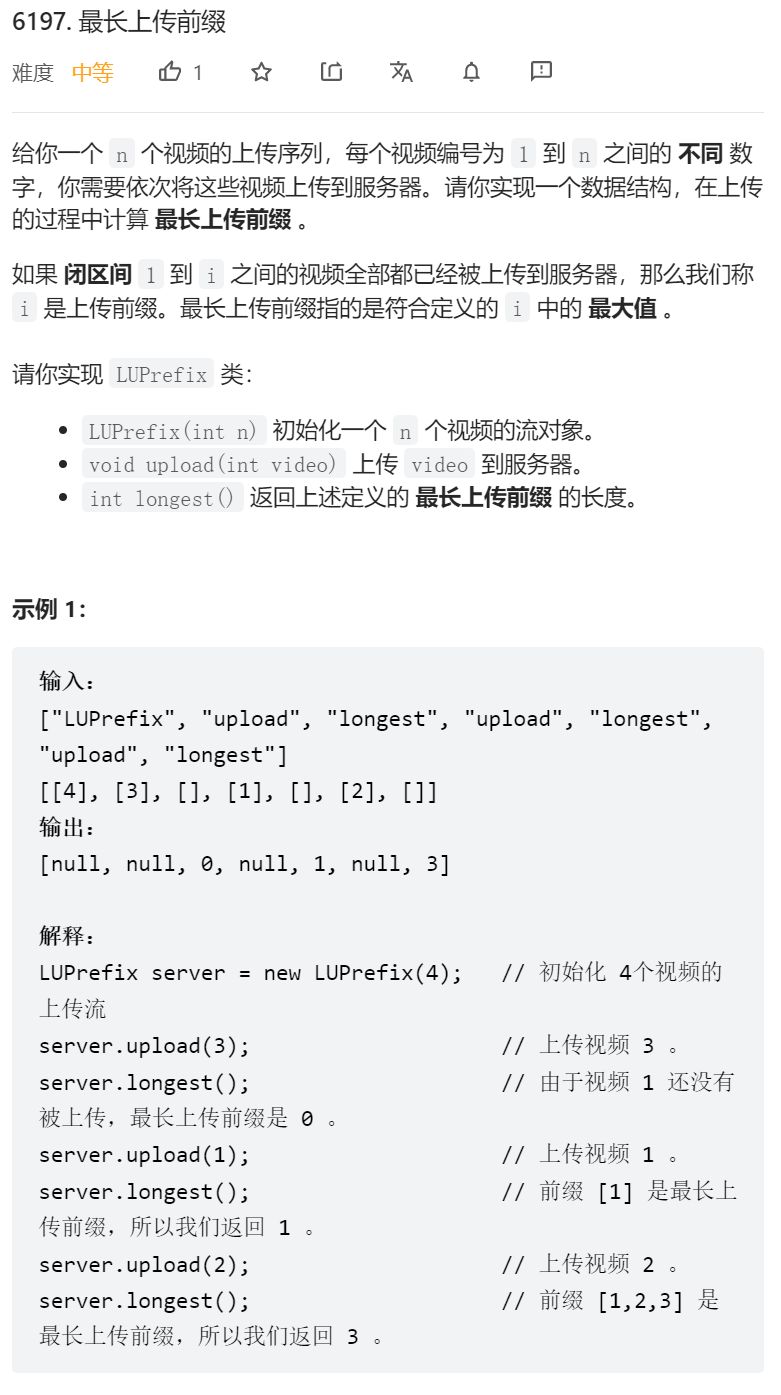 6197. 最长上传前缀
难度 中等 1
给你一个 n 个视频的上传序列，每个视频编号为 1 到 n 之间的 不同 数
字，你需要依次将这些视频上传到服务器。请你实现一个数据结构，在上传
的过程中计算 最长上传前缀 。
如果 闭区间 1 到 i 之间的视频全部都已经被上传到服务器，那么我们称
i 是上传前缀。最长上传前缀指的是符合定义的 i 中的 最大值 。
请你实现 LUPrefix 类：
• LUPrefix(int n) 初始化一个 n 个视频的流对象。
• void upload(int video) 上传 video 到服务器。
• int longest() 返回上述定义的 最长上传前缀 的长度。
示例 1：
输入：
["LUPrefix", "upload", "longest", "upload", "longest",
"upload", "longest"]
[[4], [3], [], [1], [], [2], []]
输出：
[null, null, 0, null, 1, null, 3]
解释：
LUPrefix server = new LUPrefix(4); // 初始化 4个视频的
上传流
server.upload(3); // 上传视频 3 。
server.longest(); // 由于视频 1 还没有
被上传，最长上传前缀是 0 。
server.upload(1); // 上传视频 1 。
server.longest(); // 前缀 [1] 是最长上
传前缀，所以我们返回 1 。
server.upload(2); // 上传视频 2 。
server.longest(); // 前缀 [1,2,3] 是
最长上传前缀，所以我们返回 3 。